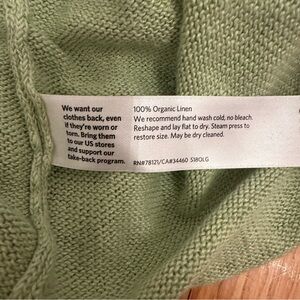 We want our
clothes back, even
if they're worn or
torn. Bring them
to our US stores
and support our
take-back program.
100% Organic Linen
We recommend hand wash cold, no bleach.
Reshape and lay flat to dry. Steam press to
restore size. May be dry cleaned.
RN#78121/CA#34460 S18OLG